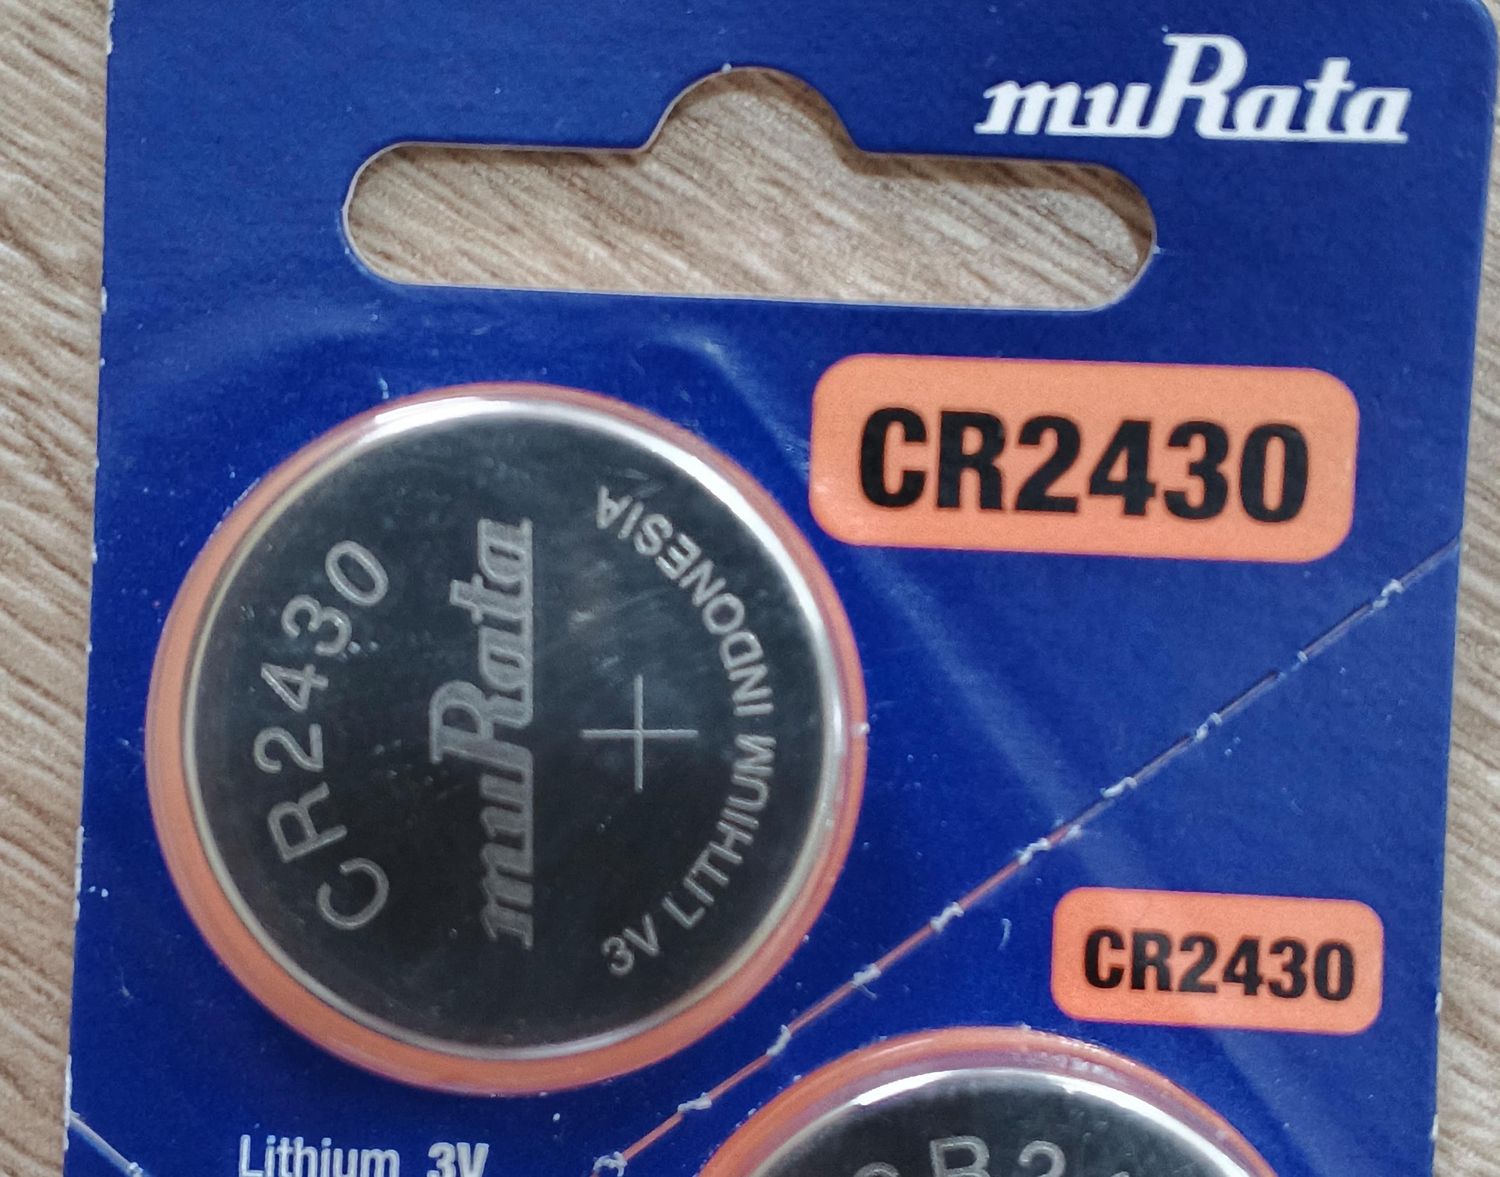 muRata
CR2430
CR2430
muRata
+
3V LITHIUM INDONESIA
CR2430
Lithium 3V